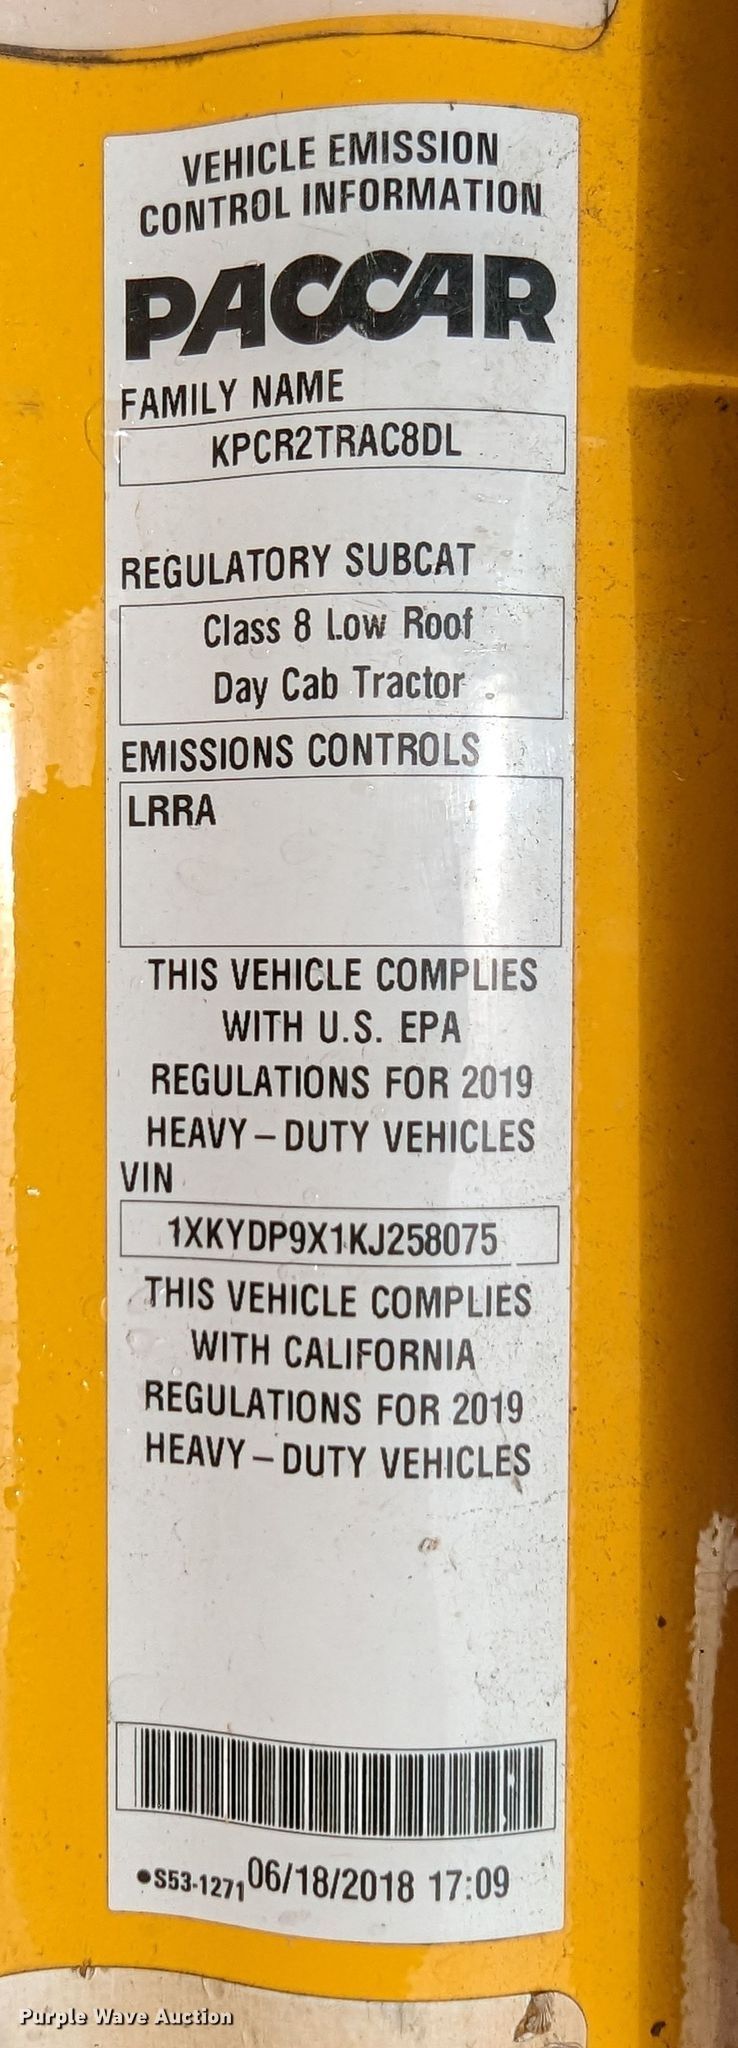 VEHICLE EMISSION
CONTROL INFORMATION
PACCAR
FAMILY NAME
KPCR2TRAC8DL
REGULATORY SUBCAT
Class 8 Low Roof
Day Cab Tractor
EMISSIONS CONTROLS
LRRA
THIS VEHICLE COMPLIES
WITH U.S. EPA
REGULATIONS FOR 2019
HEAVY–DUTY VEHICLES
VIN
1XKYDP9X1KJ258075
THIS VEHICLE COMPLIES
WITH CALIFORNIA
REGULATIONS FOR 2019
HEAVY–DUTY VEHICLES
●S53-1271 06/18/2018 17:09
Purple Wave Auction